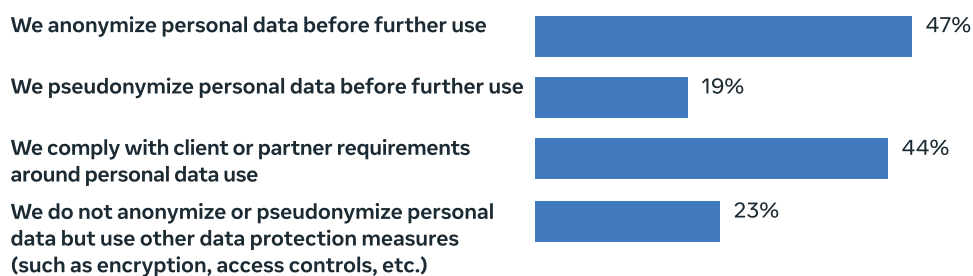 We anonymize personal data before further use 47%
We pseudonymize personal data before further use 19%
We comply with client or partner requirements 44%
around personal data use
We do not anonymize or pseudonymize personal 23%
data but use other data protection measures
(such as encryption, access controls, etc.)